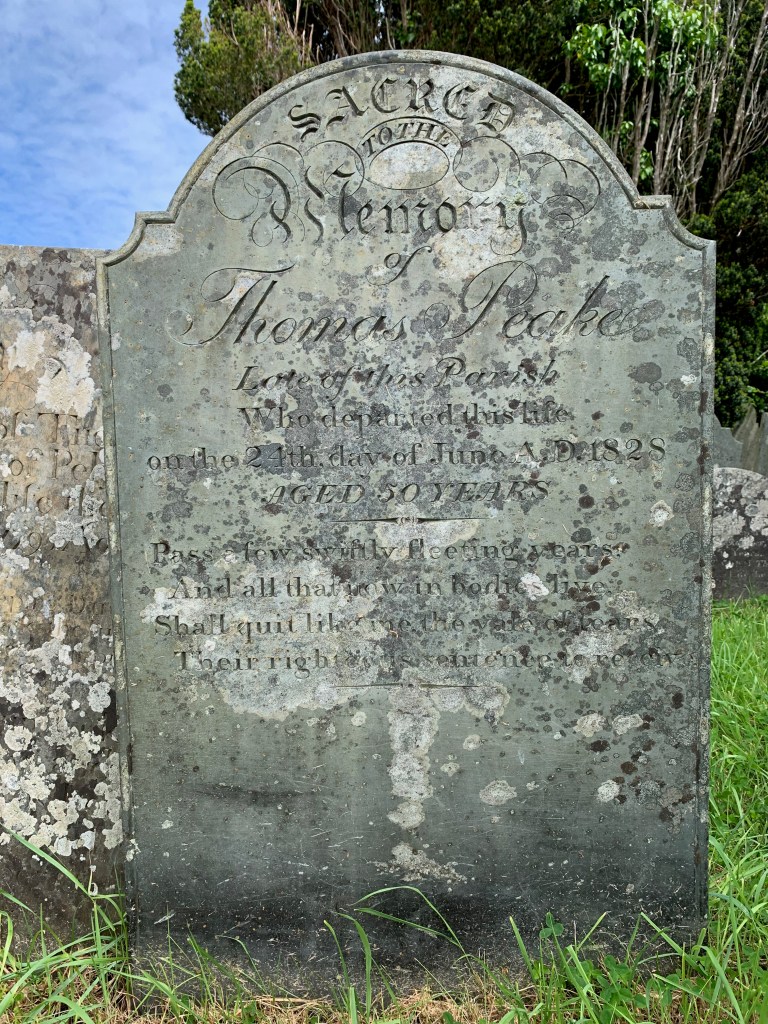 SACRED
TO THE
Memory
of
Thomas Peake
Late of this Parish
Who departed this life
on the 24th. day of June A.D. 1828
AGED 50 YEARS
Pass a few swiftly fleeting years
And all that now in bodies live
Shall quit like me the vale of tears
Their righteous sentence to receive